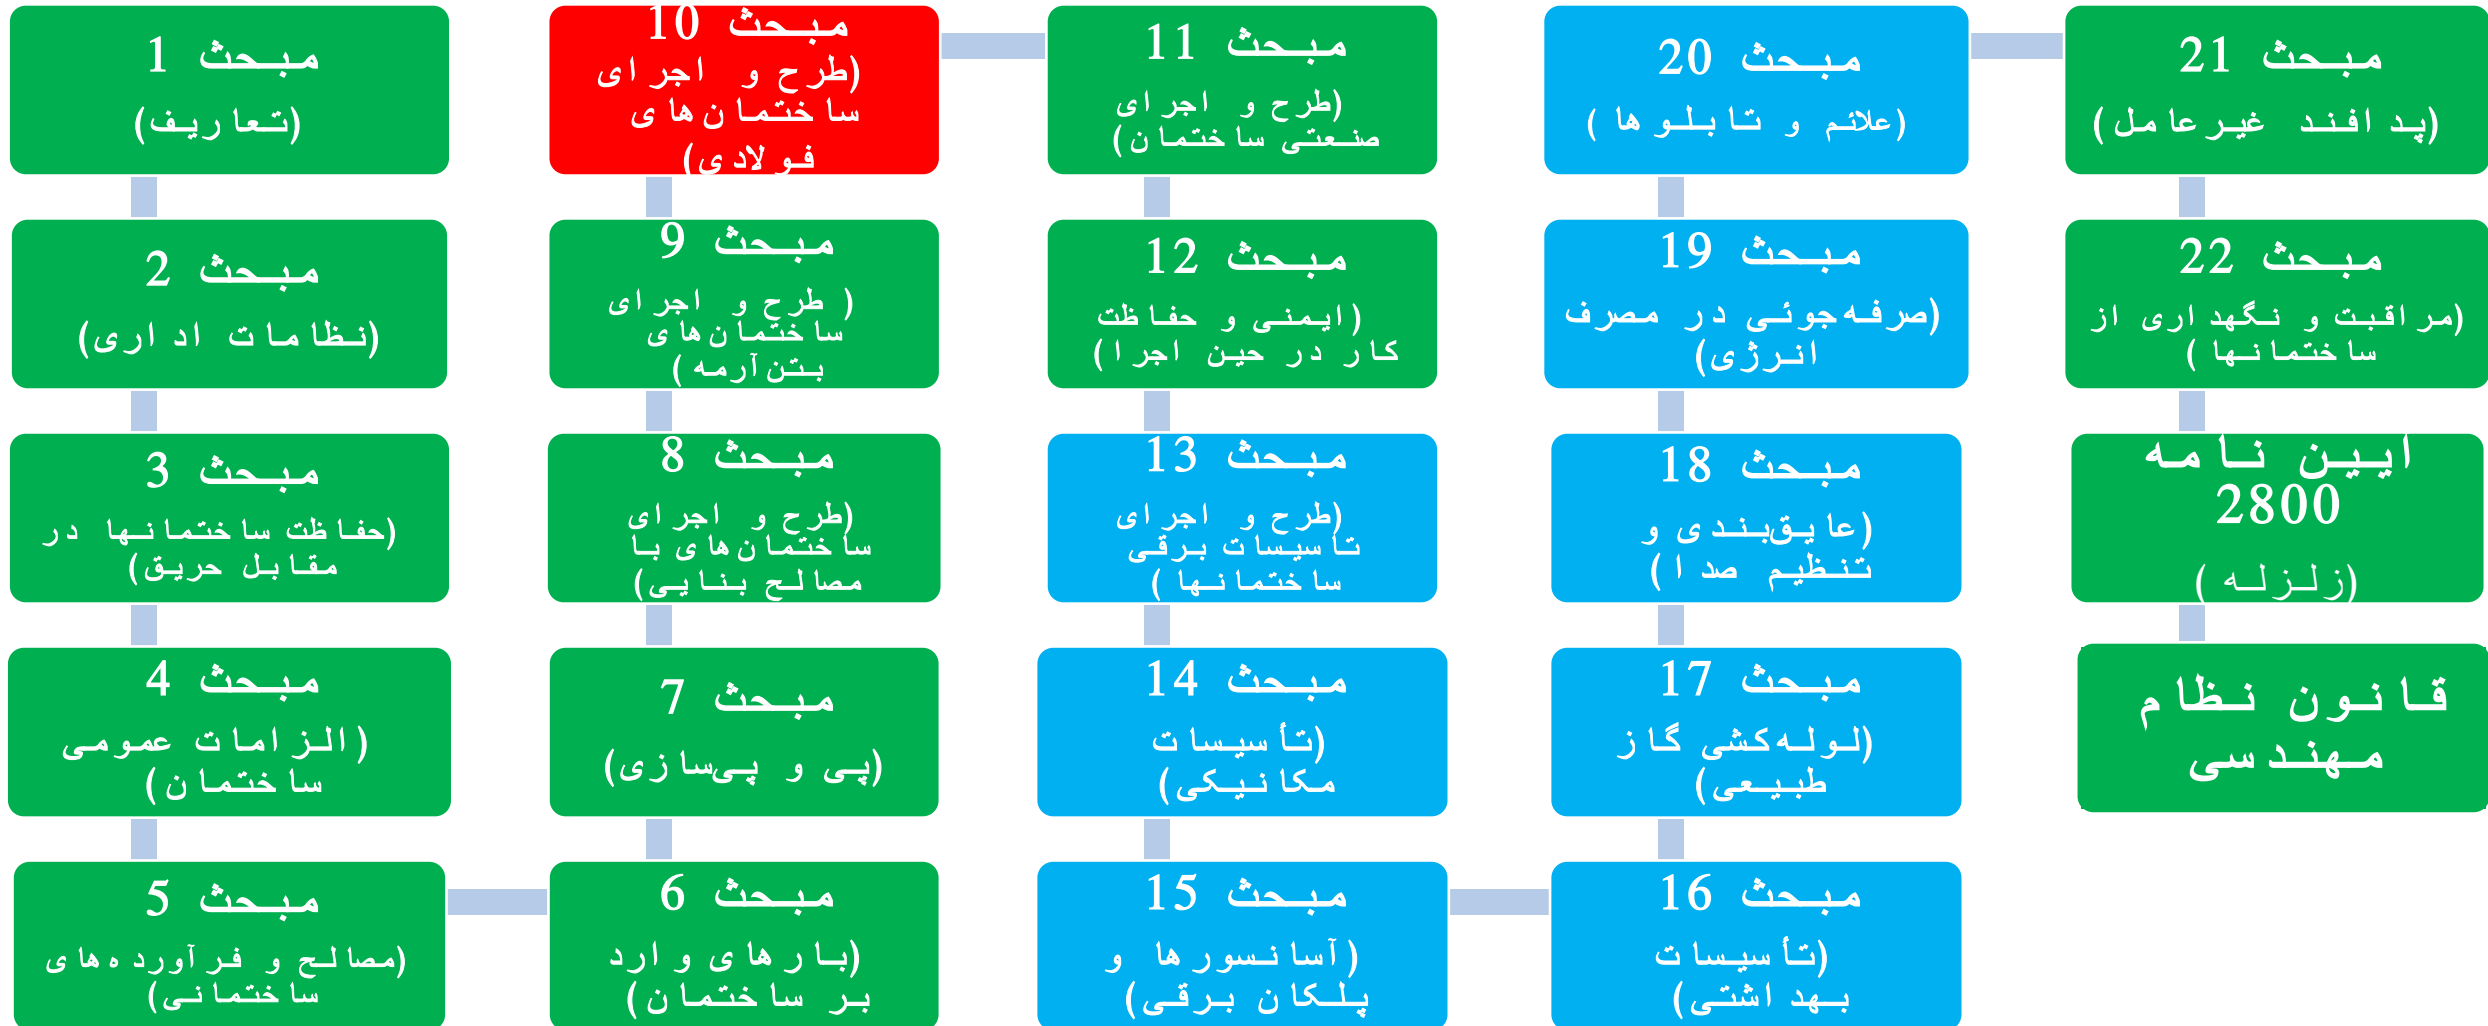 مبحث 1
(تعاریف)
مبحث 2
(نظامات اداری)
مبحث 3
(حفاظت ساختمانها در
مقابل حریق)
مبحث 4
(الزامات عمومی
ساختمان)
مبحث 5
(مصالح و فرآورده‌های
ساختمانی)
مبحث 6
(بارهای وارد
بر ساختمان)
مبحث 7
(پی و پی‌سازی)
مبحث 8
(طرح و اجرای
ساختمان‌های با
مصالح بنایی)
مبحث 9
( طرح و اجرای
ساختمان‌های
بتن‌آرمه)
مبحث 10
(طرح و اجرای
ساختمان‌های
فولادی)
مبحث 11
(طرح و اجرای
صنعتی ساختمان)
مبحث 12
(ایمنی و حفاظت
کار در حین اجرا)
مبحث 13
(طرح و اجرای
تاسیسات برقی
ساختمانها)
مبحث 14
(تأسیسات
مکانیکی)
مبحث 15
(آسانسورها و
پلکان برقی)
مبحث 16
(تأسیسات
بهداشتی)
مبحث 17
(لوله‌کشی گاز
طبیعی)
مبحث 18
(عایق‌بندی و
تنظیم صدا)
مبحث 19
(صرفه‌جوئی در مصرف
انرژی)
مبحث 20
(علائم و تابلوها)
مبحث 21
(پدافند غیرعامل)
مبحث 22
(مراقبت و نگهداری از
ساختمانها)
ایین نامه
2800
(زلزله)
قانون نظام
مهندسی